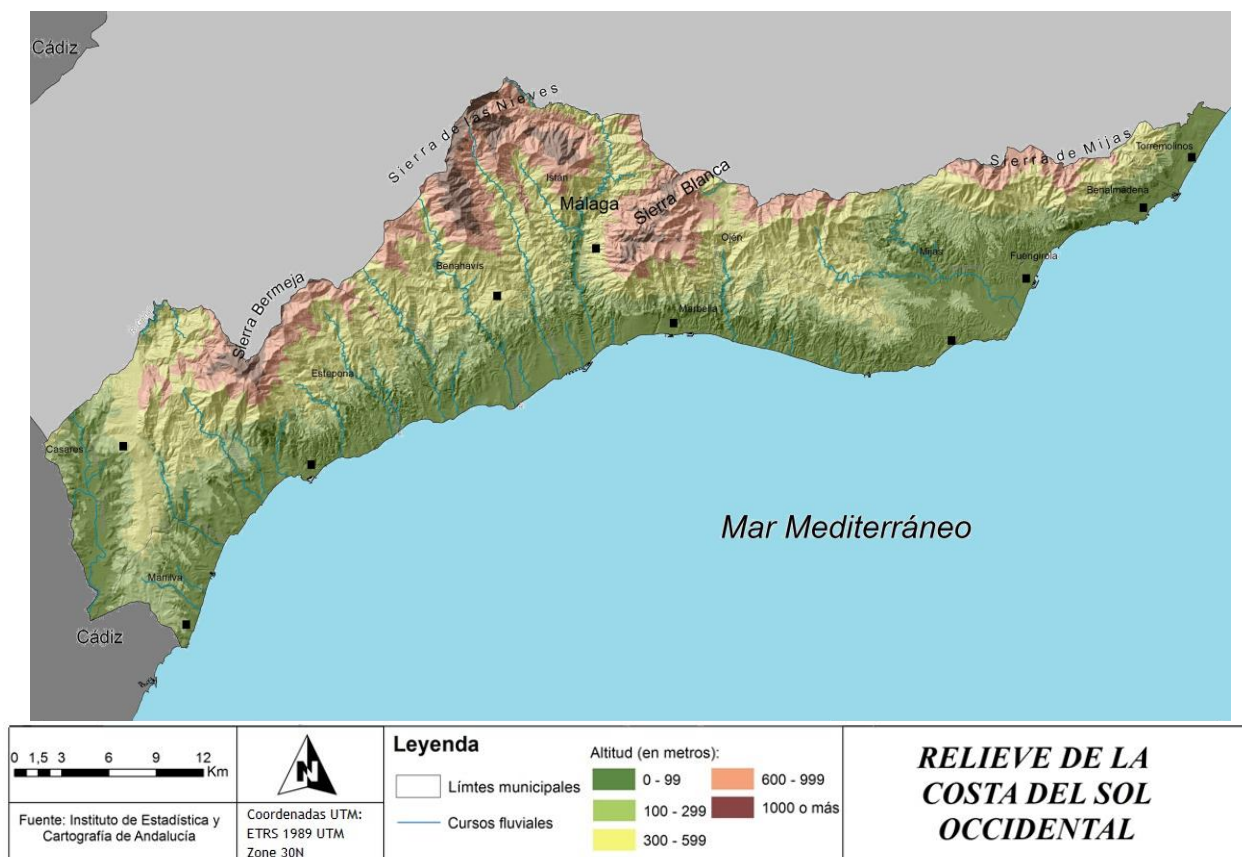 Cádiz
Sierra de las Nieves
Sierra de Mijas
Torremolinos
Istán
Sierra Blanca
Benalmádena
Málaga
Ojén
Mijas
Fuengirola
Benahavís
Sierra Bermeja
Marbella
Estepona
Casares
Mar Mediterráneo
Manilva
Cádiz
0 1,5 3 6 9 12
Km
Fuente: Instituto de Estadística y
Cartografía de Andalucía
N
Coordenadas UTM:
ETRS 1989 UTM
Zone 30N
Leyenda
Límtes municipales
Cursos fluviales
Altitud (en metros):
0 - 99
100 - 299
300 - 599
600 - 999
1000 o más
RELIEVE DE LA
COSTA DEL SOL
OCCIDENTAL